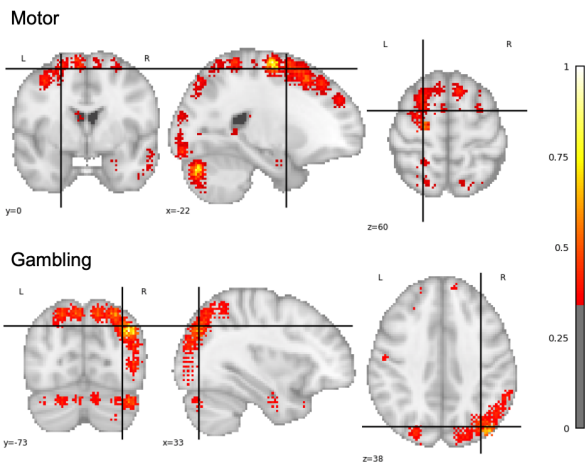 Motor
L R
L
R
1
0.75
0.5
0.25
0
y=0
x=-22
z=60
Gambling
L R
L R
y=-73
x=33
z=38